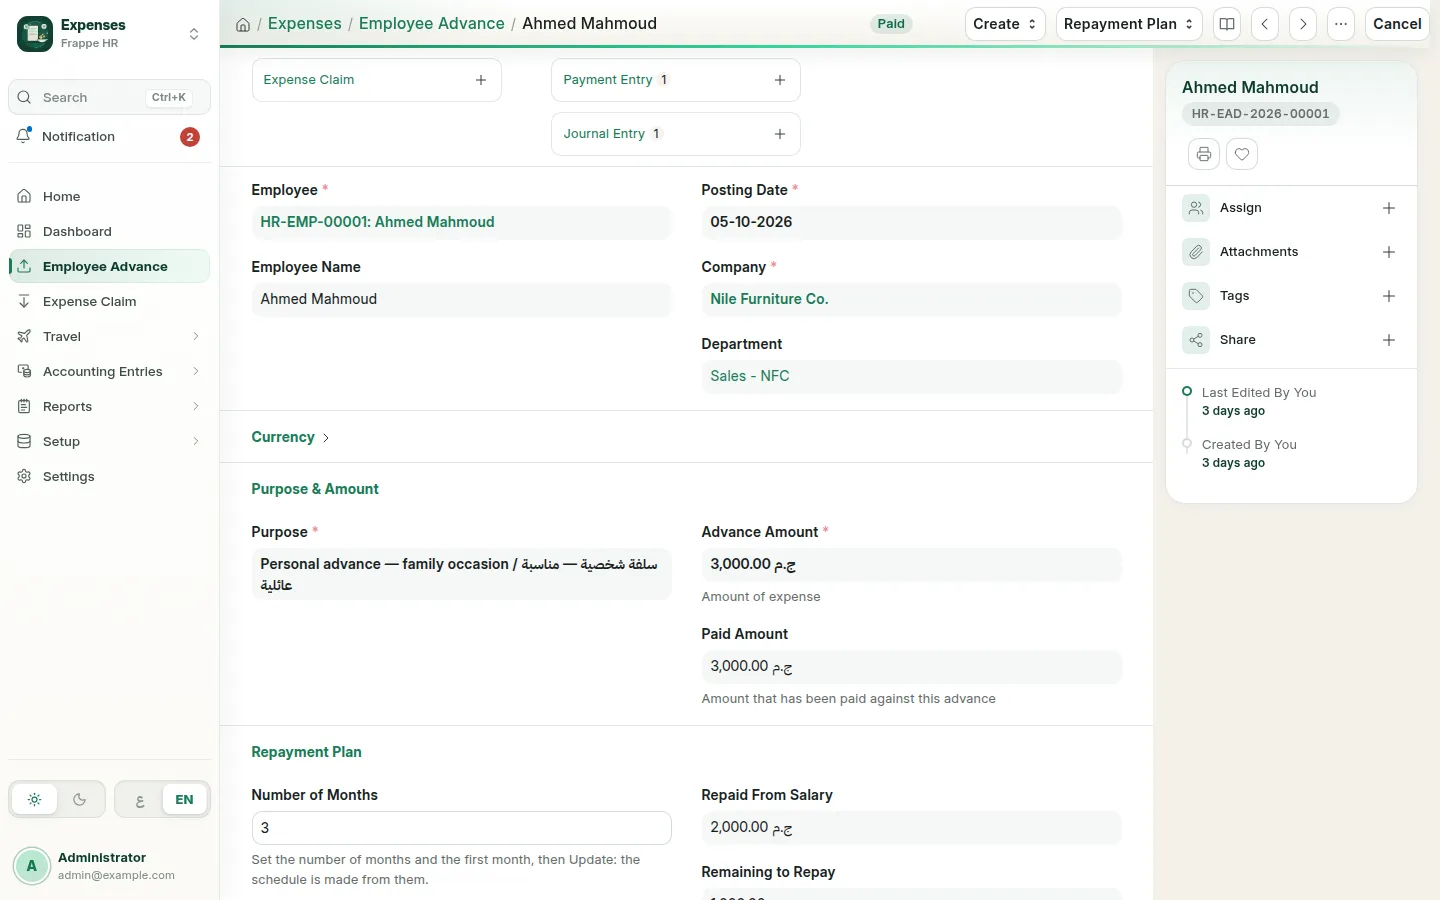 Expenses
Frappe HR
Search
Ctrl+K
Notification
2
Home
Dashboard
Employee Advance
Expense Claim
Travel
Accounting Entries
Reports
Setup
Settings
ع
EN
A
Administrator
admin@example.com
/ Expenses / Employee Advance / Ahmed Mahmoud
Paid
Create
Repayment Plan
Cancel
Expense Claim
Payment Entry 1
Journal Entry 1
Employee *
HR-EMP-00001: Ahmed Mahmoud
Posting Date *
05-10-2026
Employee Name
Ahmed Mahmoud
Company *
Nile Furniture Co.
Department
Sales - NFC
Currency
Purpose & Amount
Purpose *
Personal advance — family occasion / سلفة شخصية — مناسبة
عائلية
Advance Amount *
3,000.00 ج.م
Amount of expense
Paid Amount
3,000.00 ج.م
Amount that has been paid against this advance
Repayment Plan
Number of Months
3
Set the number of months and the first month, then Update: the
schedule is made from them.
Repaid From Salary
2,000.00 ج.م
Remaining to Repay
Ahmed Mahmoud
HR-EAD-2026-00001
Assign
Attachments
Tags
Share
Last Edited By You
3 days ago
Created By You
3 days ago